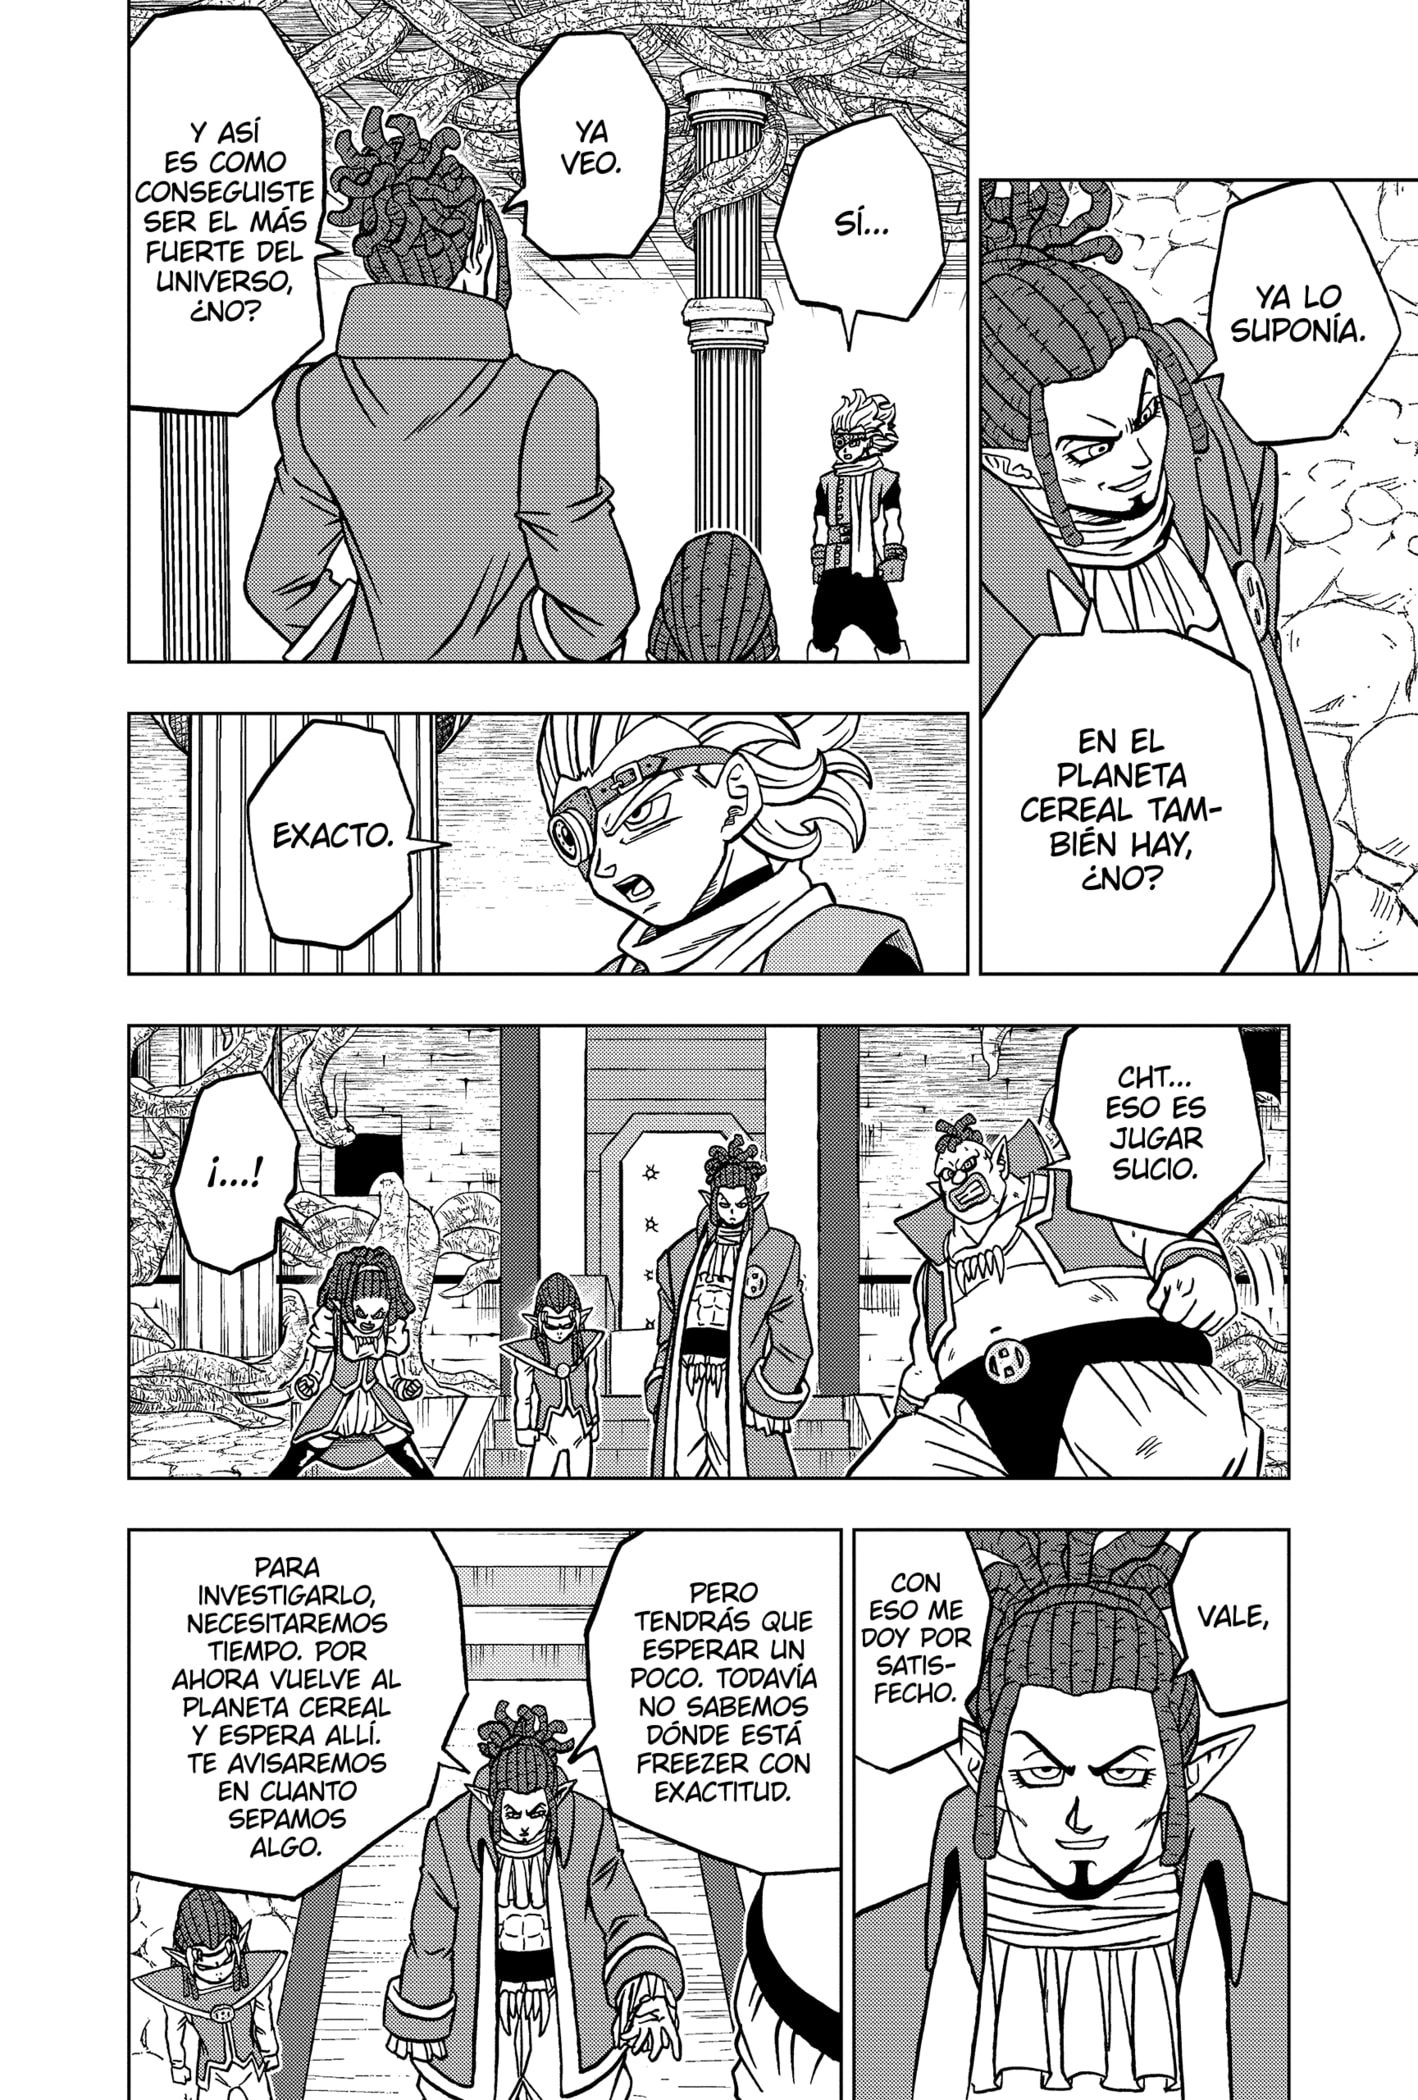 YA LO
SUPONÍA.
EN EL
PLANETA
CEREAL TAM-
BIÉN HAY,
¿NO?
SÍ...
YA
VEO.
Y ASÍ
ES COMO
CONSEGUISTE
SER EL MÁS
FUERTE DEL
UNIVERSO,
¿NO?
EXACTO.
CHT...
ESO ES
JUGAR
SUCIO.
¡...!
VALE,
CON
ESO ME
DOY POR
SATIS-
FECHO.
PERO
TENDRÁS QUE
ESPERAR UN
POCO. TODAVÍA
NO SABEMOS
DÓNDE ESTÁ
FREEZER CON
EXACTITUD.
PARA
INVESTIGARLO,
NECESITAREMOS
TIEMPO. POR
AHORA VUELVE AL
PLANETA CEREAL
Y ESPERA ALLÍ.
TE AVISAREMOS
EN CUANTO
SEPAMOS
ALGO.